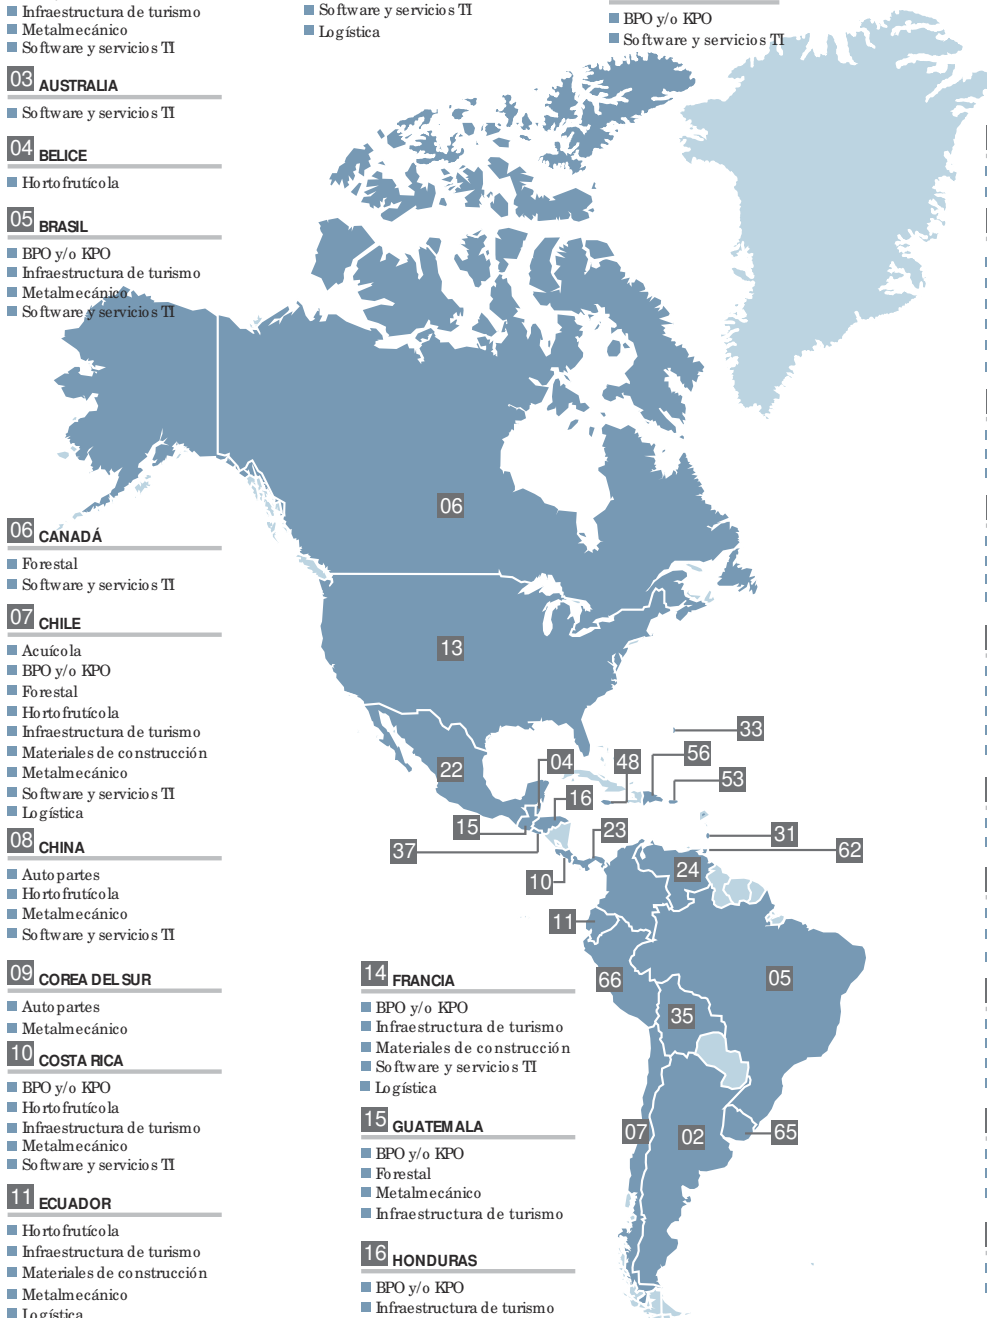 Infraestructura de turismo
Metalmecánico
Software y servicios TI
03 AUSTRALIA
Software y servicios TI
04 BELICE
Hortofrutícola
05 BRASIL
BPO y/o KPO
Infraestructura de turismo
Metalmecánico
Software y servicios TI
06 CANADÁ
Forestal
Software y servicios TI
07 CHILE
Acuícola
BPO y/o KPO
Forestal
Hortofrutícola
Infraestructura de turismo
Materiales de construcción
Metalmecánico
Software y servicios TI
Logística
08 CHINA
Autopartes
Hortofrutícola
Metalmecánico
Software y servicios TI
09 COREA DEL SUR
Autopartes
Metalmecánico
10 COSTA RICA
BPO y/o KPO
Hortofrutícola
Infraestructura de turismo
Metalmecánico
Software y servicios TI
11 ECUADOR
Hortofrutícola
Infraestructura de turismo
Materiales de construcción
Metalmecánico
Logística
Software y servicios TI
Logística
14 FRANCIA
BPO y/o KPO
Infraestructura de turismo
Materiales de construcción
Software y servicios TI
Logística
15 GUATEMALA
BPO y/o KPO
Forestal
Metalmecánico
Infraestructura de turismo
16 HONDURAS
BPO y/o KPO
Infraestructura de turismo
BPO y/o KPO
Software y servicios TI
06
13
33
56
04
48
22
53
16
15
23
31
37
62
24
10
11
66
05
35
07
02
65